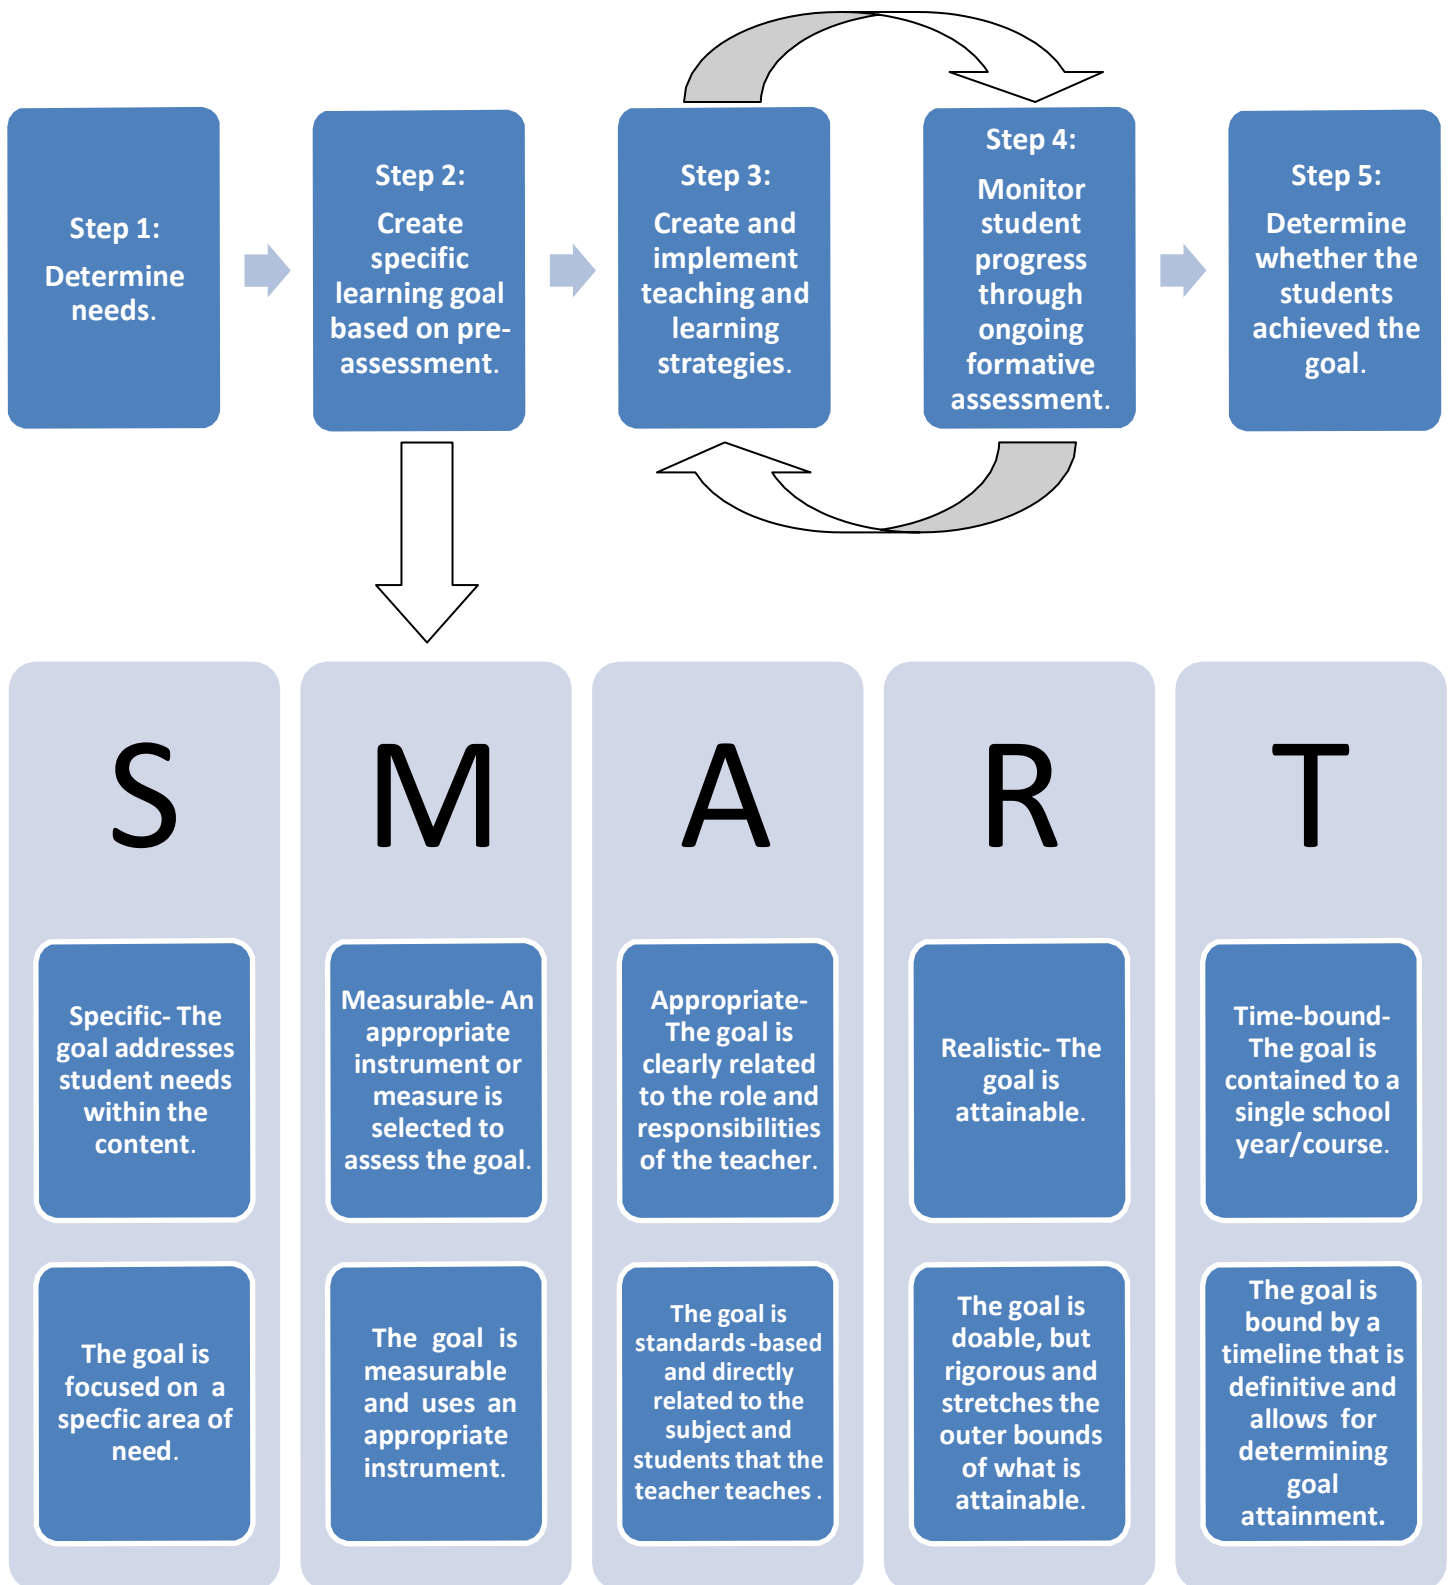 Step 1:
Determine
needs.
Step 2:
Create
specific
learning goal
based on pre-
assessment.
Step 3:
Create and
implement
teaching and
learning
strategies.
Step 4:
Monitor
student
progress
through
ongoing
formative
assessment.
Step 5:
Determine
whether the
students
achieved the
goal.
S
Specific- The
goal addresses
student needs
within the
content.
The goal is
focused on a
specfic area of
need.
M
Measurable- An
appropriate
instrument or
measure is
selected to
assess the goal.
The goal is
measurable
and uses an
appropriate
instrument.
A
Appropriate-
The goal is
clearly related
to the role and
responsibilities
of the teacher.
The goal is
standards -based
and directly
related to the
subject and
students that the
teacher teaches .
R
Realistic- The
goal is
attainable.
The goal is
doable, but
rigorous and
stretches the
outer bounds
of what is
attainable.
T
Time-bound-
The goal is
contained to a
single school
year/course.
The goal is
bound by a
timeline that is
definitive and
allows for
determining
goal
attainment.